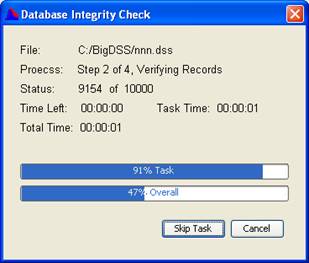 Database Integrity Check
File: C:/BigDSS/nnn.dss
Proecss: Step 2 of 4, Verifying Records
Status: 9154 of 10000
Time Left: 00:00:00 Task Time: 00:00:01
Total Time: 00:00:01
91% Task
47% Overall
Skip Task Cancel